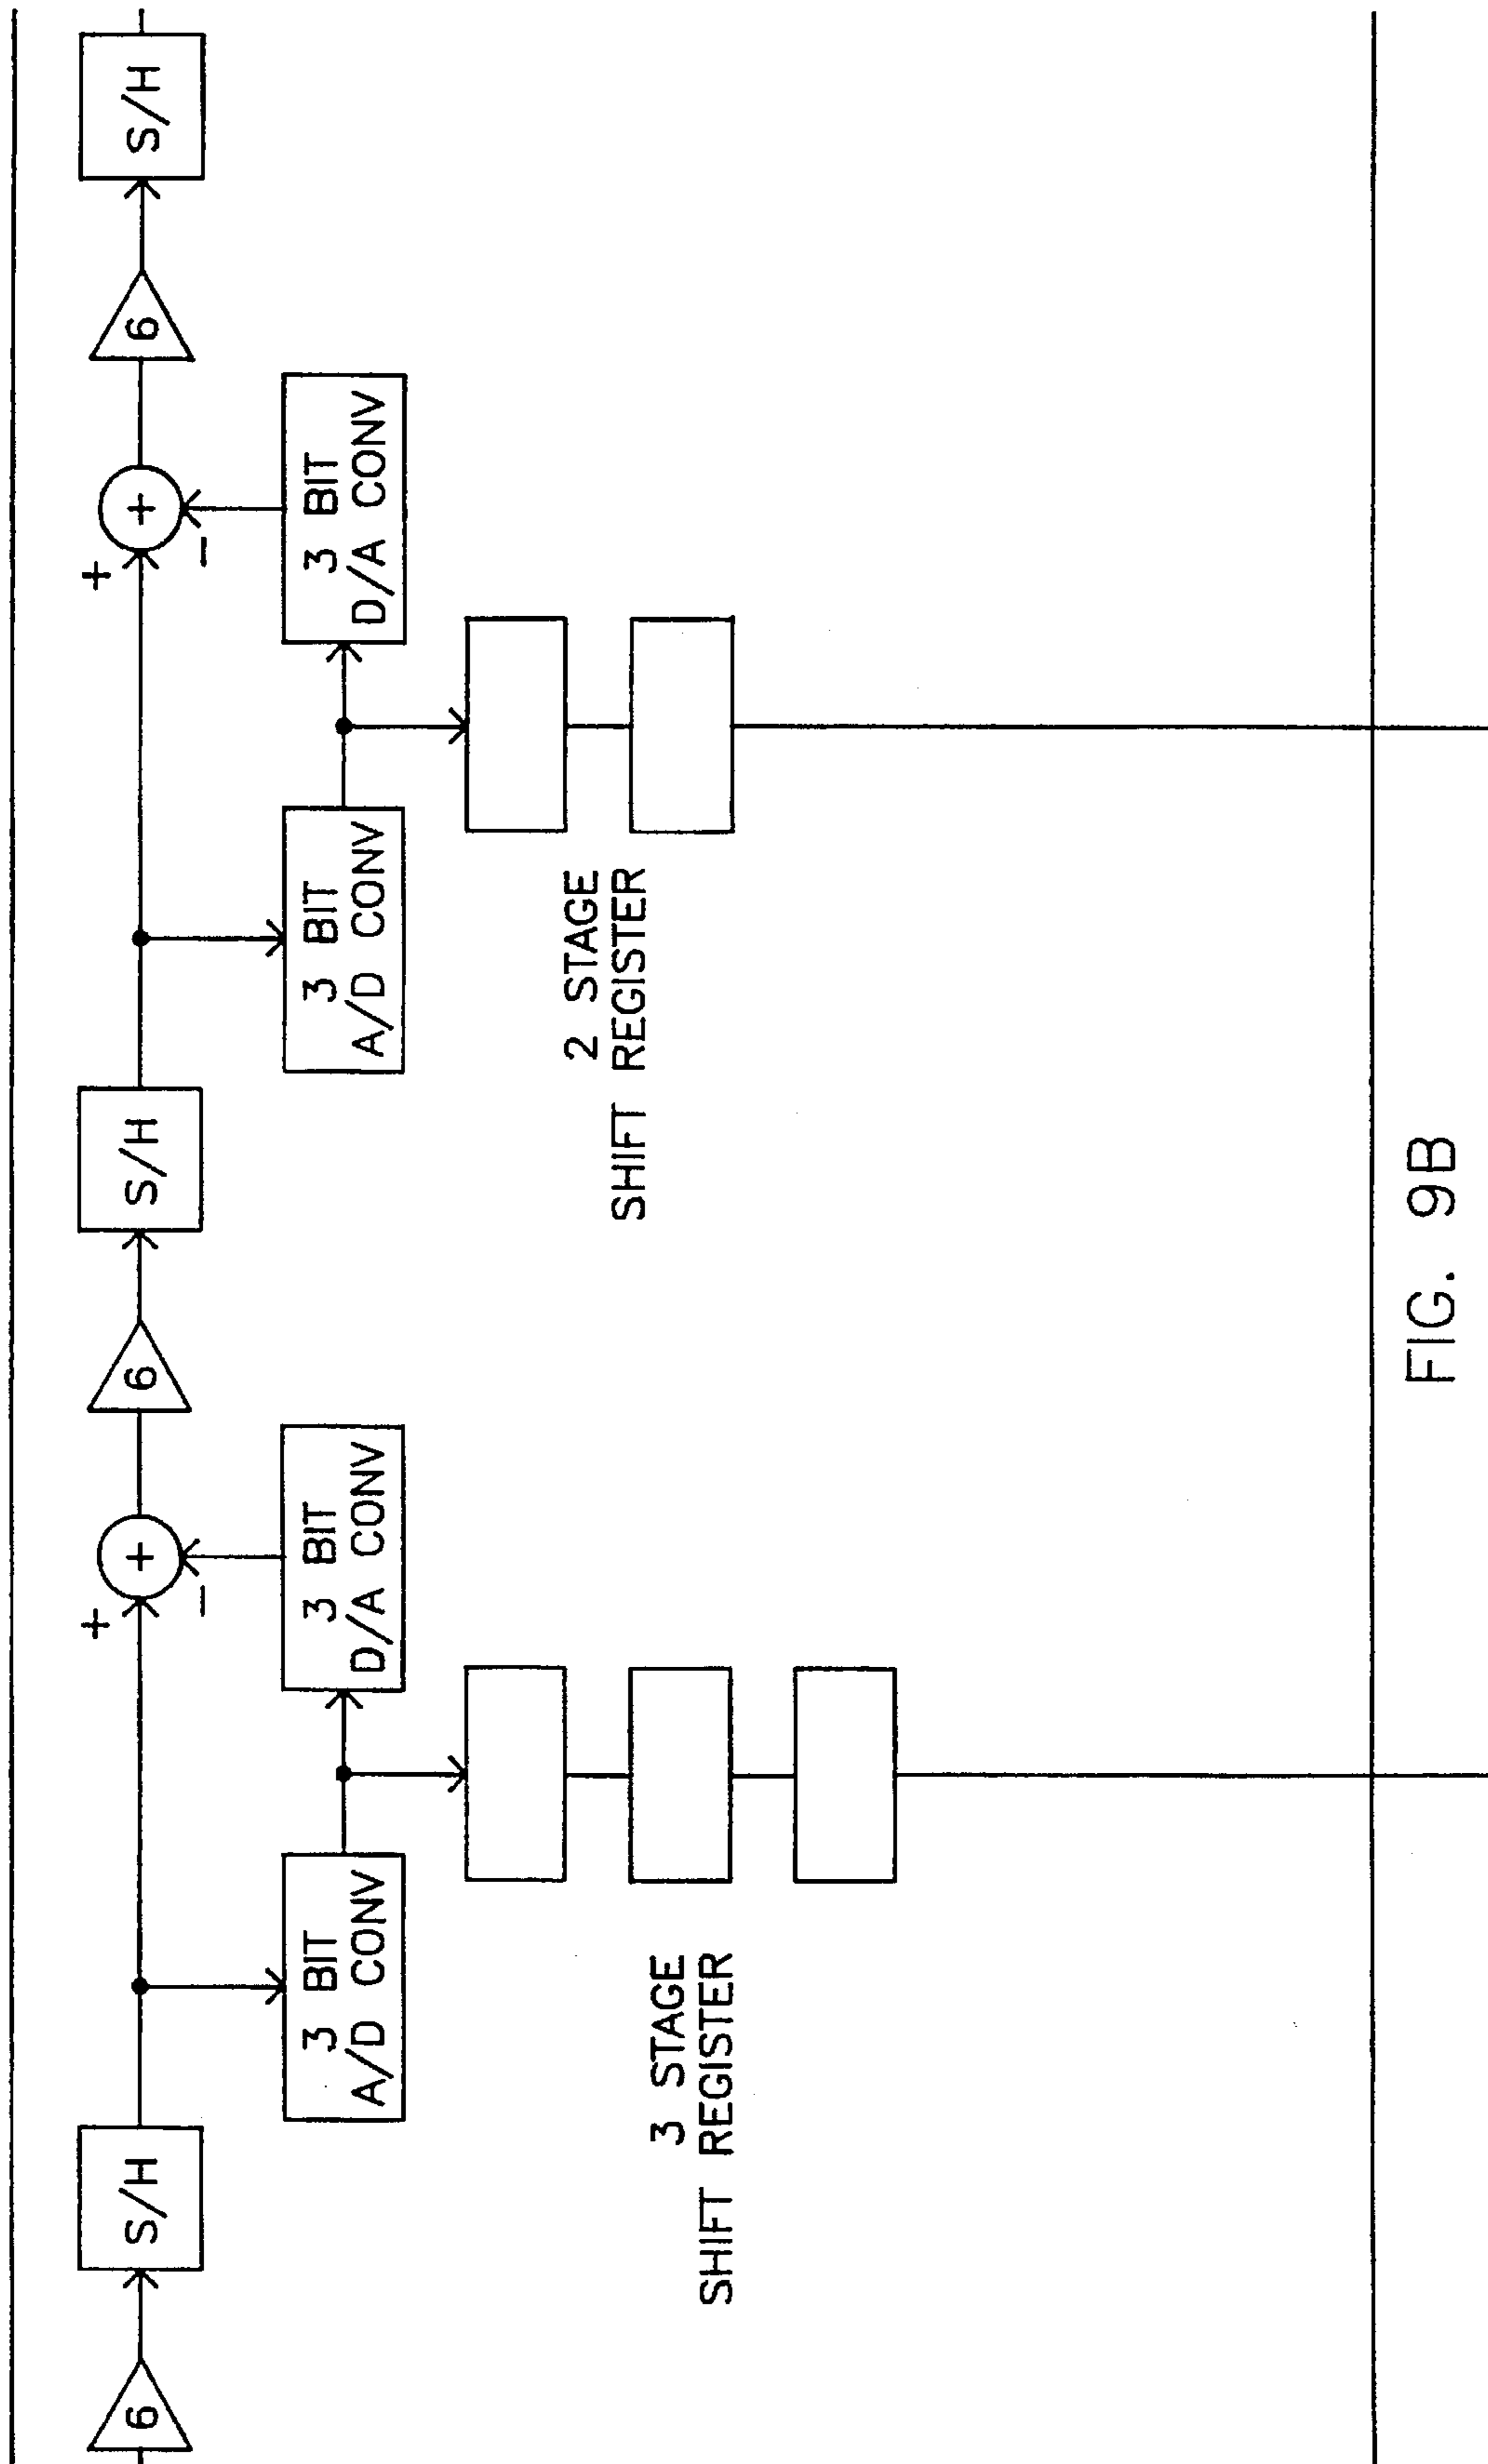 6
S/H
+
+
-
6
S/H
+
+
-
6
S/H
3 BIT
A/D CONV
3 BIT
D/A CONV
3 BIT
A/D CONV
3 BIT
D/A CONV
3 STAGE
SHIFT REGISTER
2 STAGE
SHIFT REGISTER
FIG. 9B